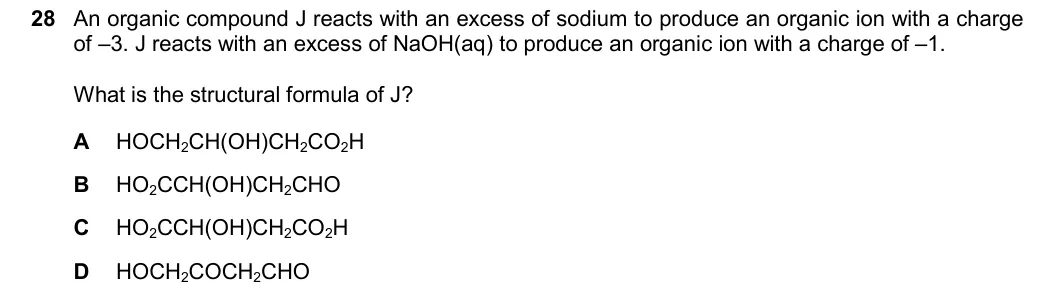 28 An organic compound J reacts with an excess of sodium to produce an organic ion with a charge
of –3. J reacts with an excess of NaOH(aq) to produce an organic ion with a charge of –1.
What is the structural formula of J?
A HOCH₂CH(OH)CH₂CO₂H
B HO₂CCH(OH)CH₂CHO
C HO₂CCH(OH)CH₂CO₂H
D HOCH₂COCH₂CHO